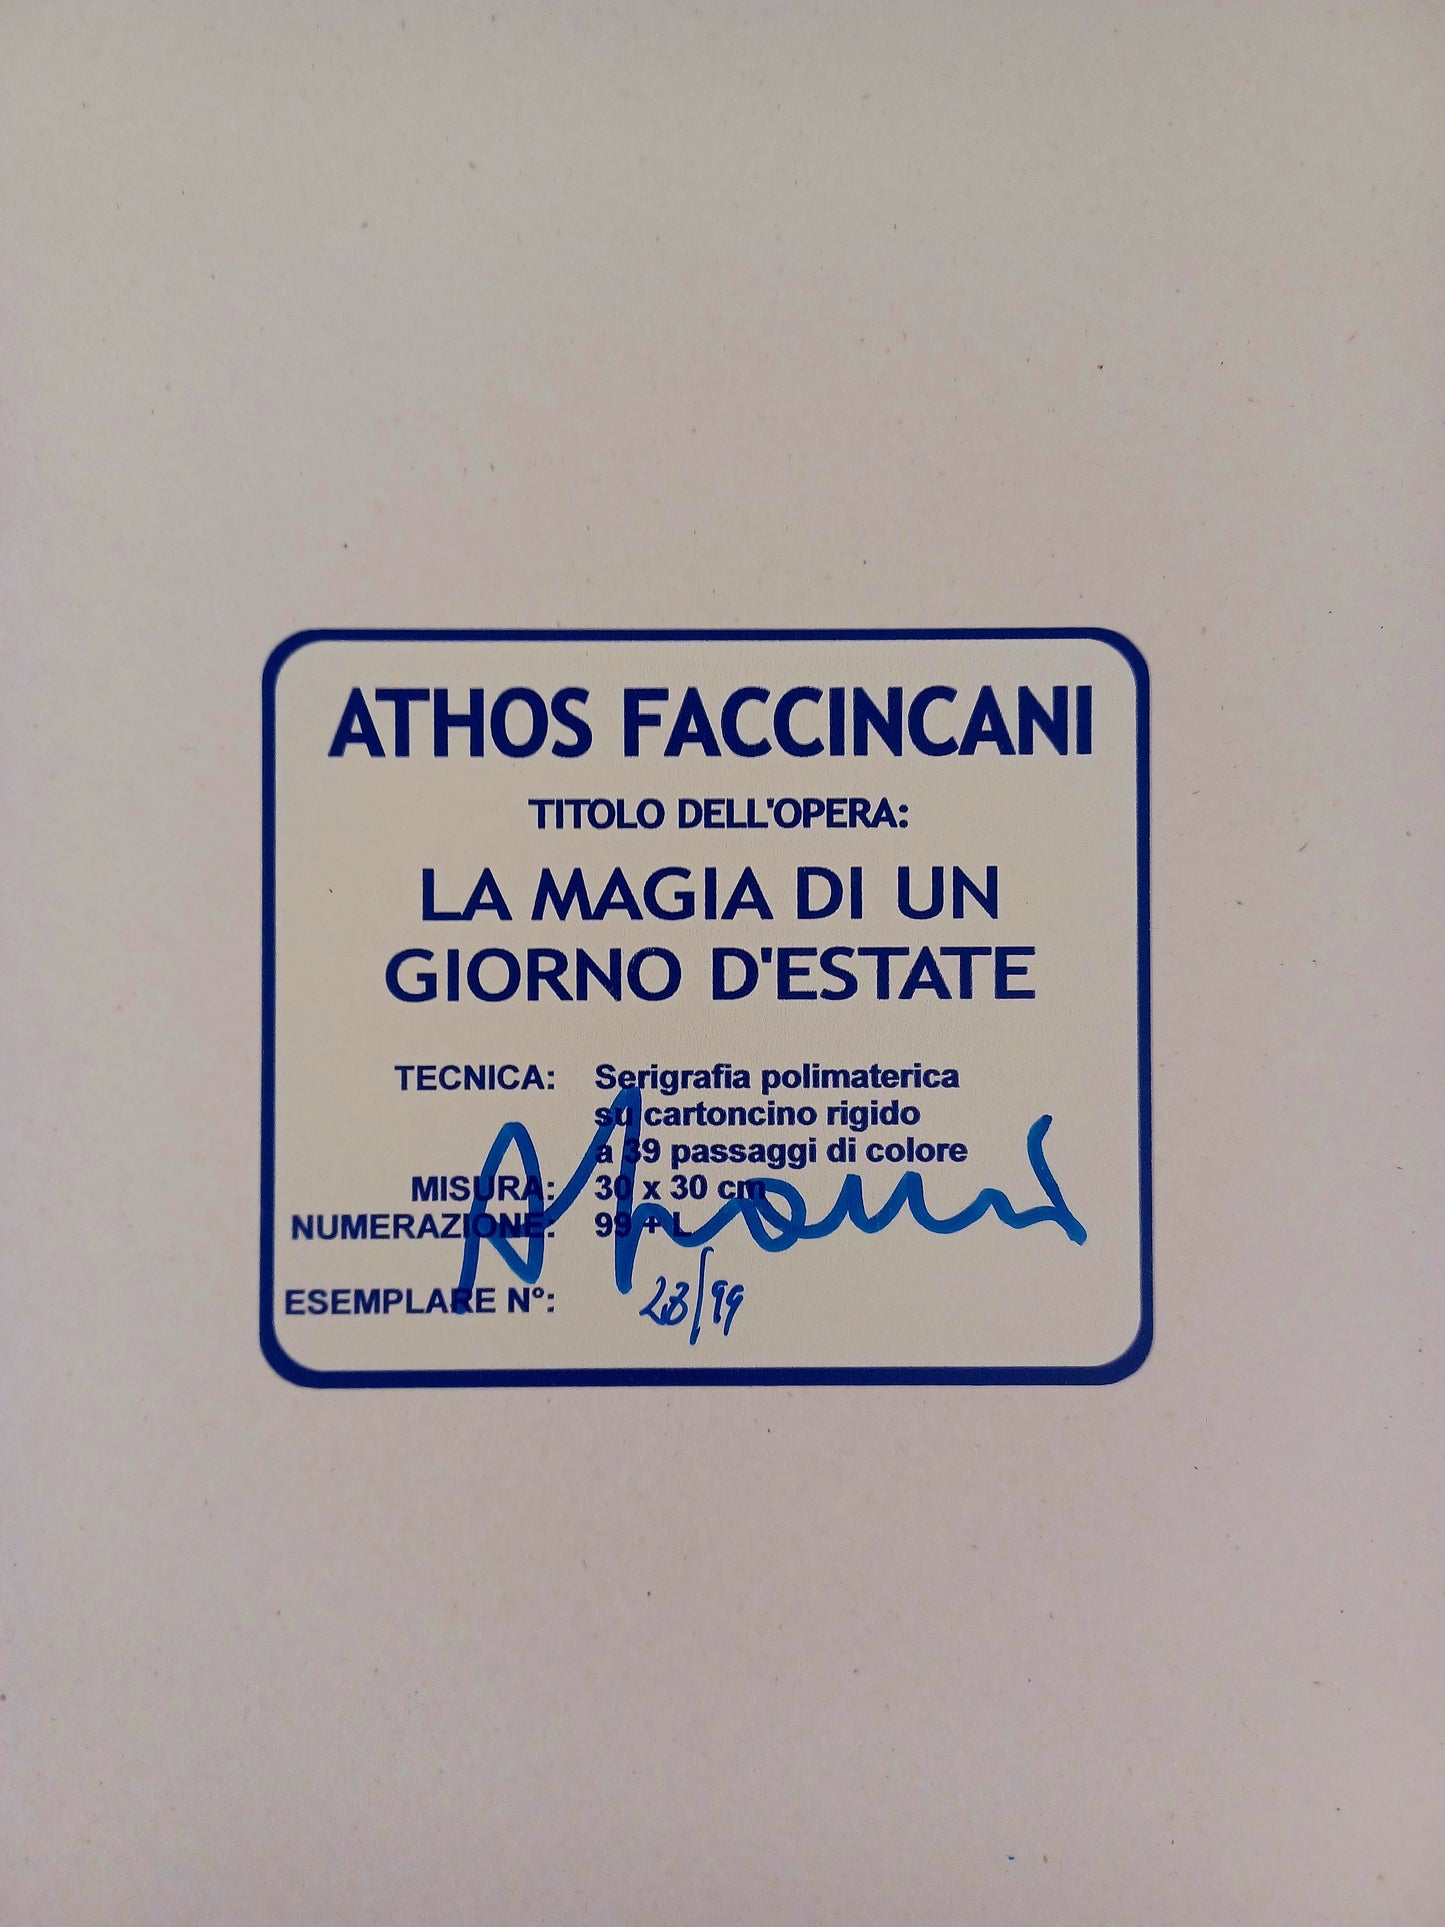 ATHOS FACCINCANI
TITOLO DELL'OPERA:
LA MAGIA DI UN
GIORNO D'ESTATE
TECNICA: Serigrafia polimaterica
su cartoncino rigido
a 39 passaggi di colore
MISURA: 30 x 30 cm
NUMERAZIONE: 99 + L
ESEMPLARE N°: /99